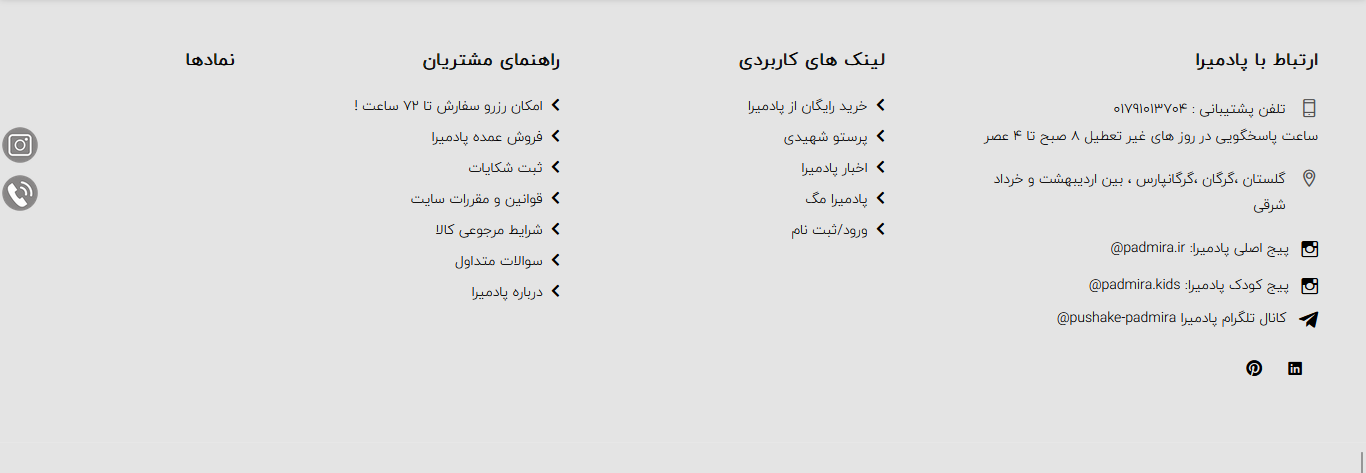 ارتباط با پادمیرا
تلفن پشتیبانی : ۰۱۷۹۱۰۱۳۷۰۴
ساعت پاسخگویی در روز های غیر تعطیل ۸ صبح تا ۴ عصر
گلستان ،گرگان ،گرگانپارس ، بین اردیبهشت و خرداد
شرقی
پیج اصلی پادمیرا: padmira.ir@
پیج کودک پادمیرا: padmira.kids@
کانال تلگرام پادمیرا pushake-padmira@
لینک های کاربردی
خرید رایگان از پادمیرا
پرستو شهیدی
اخبار پادمیرا
پادمیرا مگ
ورود/ثبت نام
راهنمای مشتریان
امکان رزرو سفارش تا ۷۲ ساعت !
فروش عمده پادمیرا
ثبت شکایات
قوانین و مقررات سایت
شرایط مرجوعی کالا
سوالات متداول
درباره پادمیرا
نمادها